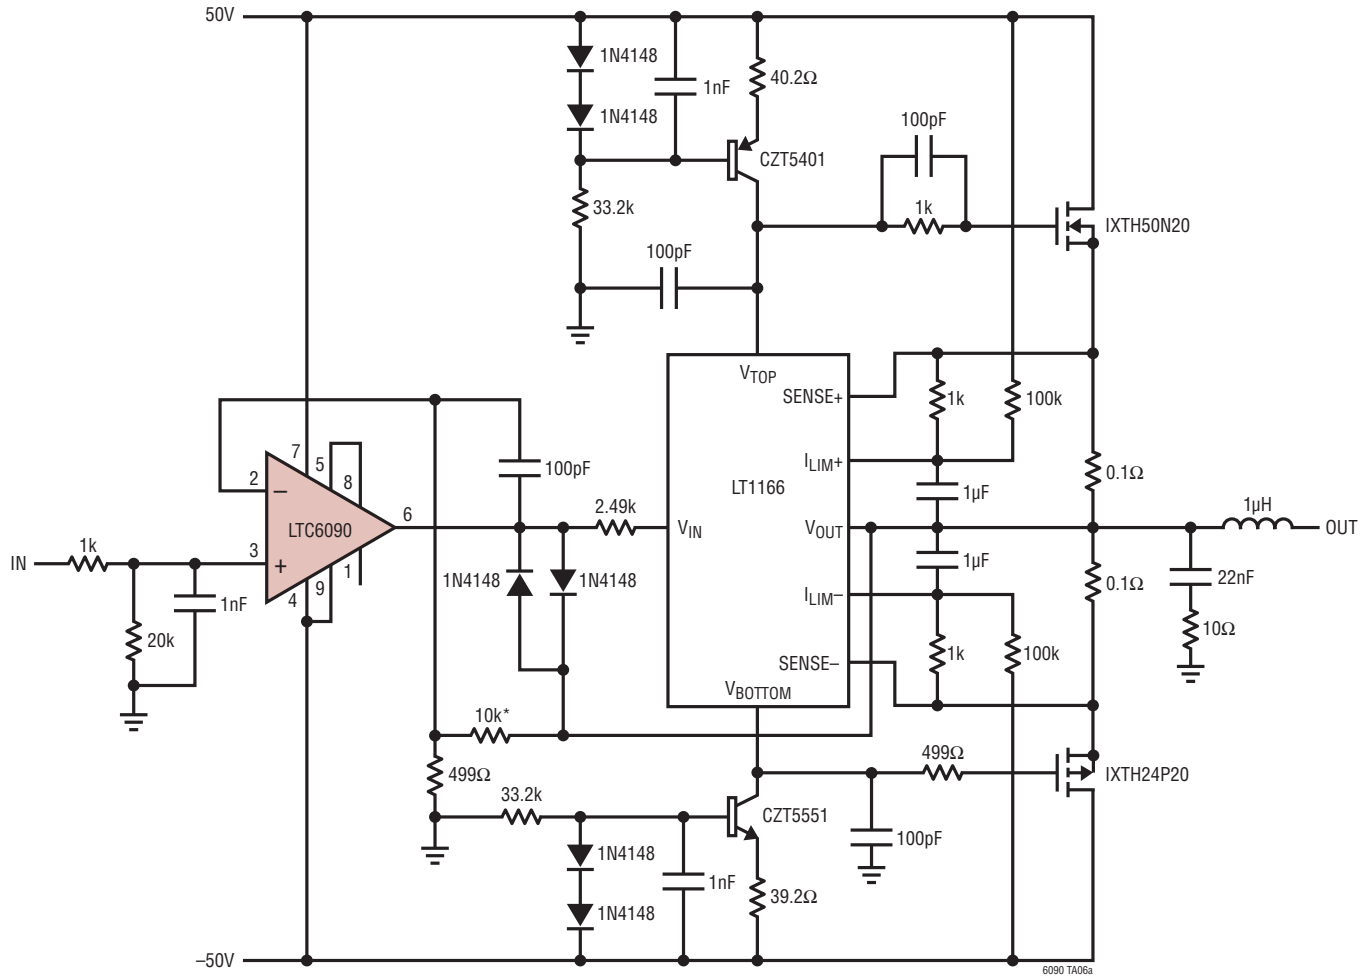 50V
1N4148
1nF
40.2Ω
1N4148
100pF
CZT5401
33.2k
1k
IXTH50N20
100pF
VTOP
SENSE+
1k
100k
7
5
8
2
–
100pF
ILIM+
0.1Ω
LT1166
1µF
2.49k
6
LTC6090
VIN
VOUT
1µH
OUT
IN
1k
3
+
1
1N4148
1N4148
1µF
22nF
4
9
1nF
ILIM–
0.1Ω
20k
10Ω
1k
100k
SENSE–
VBOTTOM
10k*
499Ω
499Ω
IXTH24P20
33.2k
CZT5551
100pF
1N4148
1nF
39.2Ω
1N4148
–50V
6090 TA06a